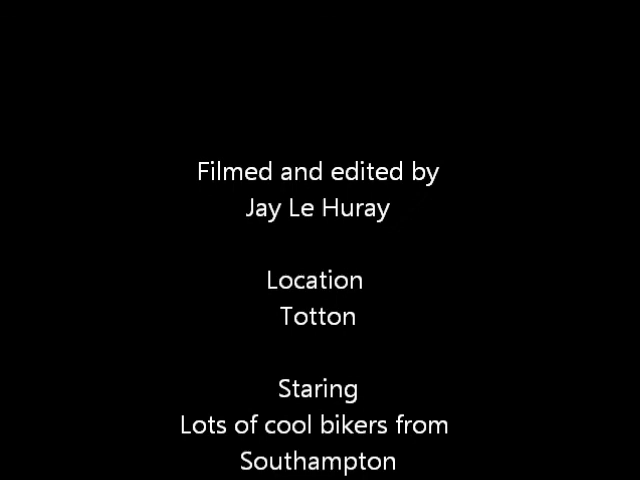 Filmed and edited by
Jay Le Huray
Location
Totton
Staring
Lots of cool bikers from
Southampton